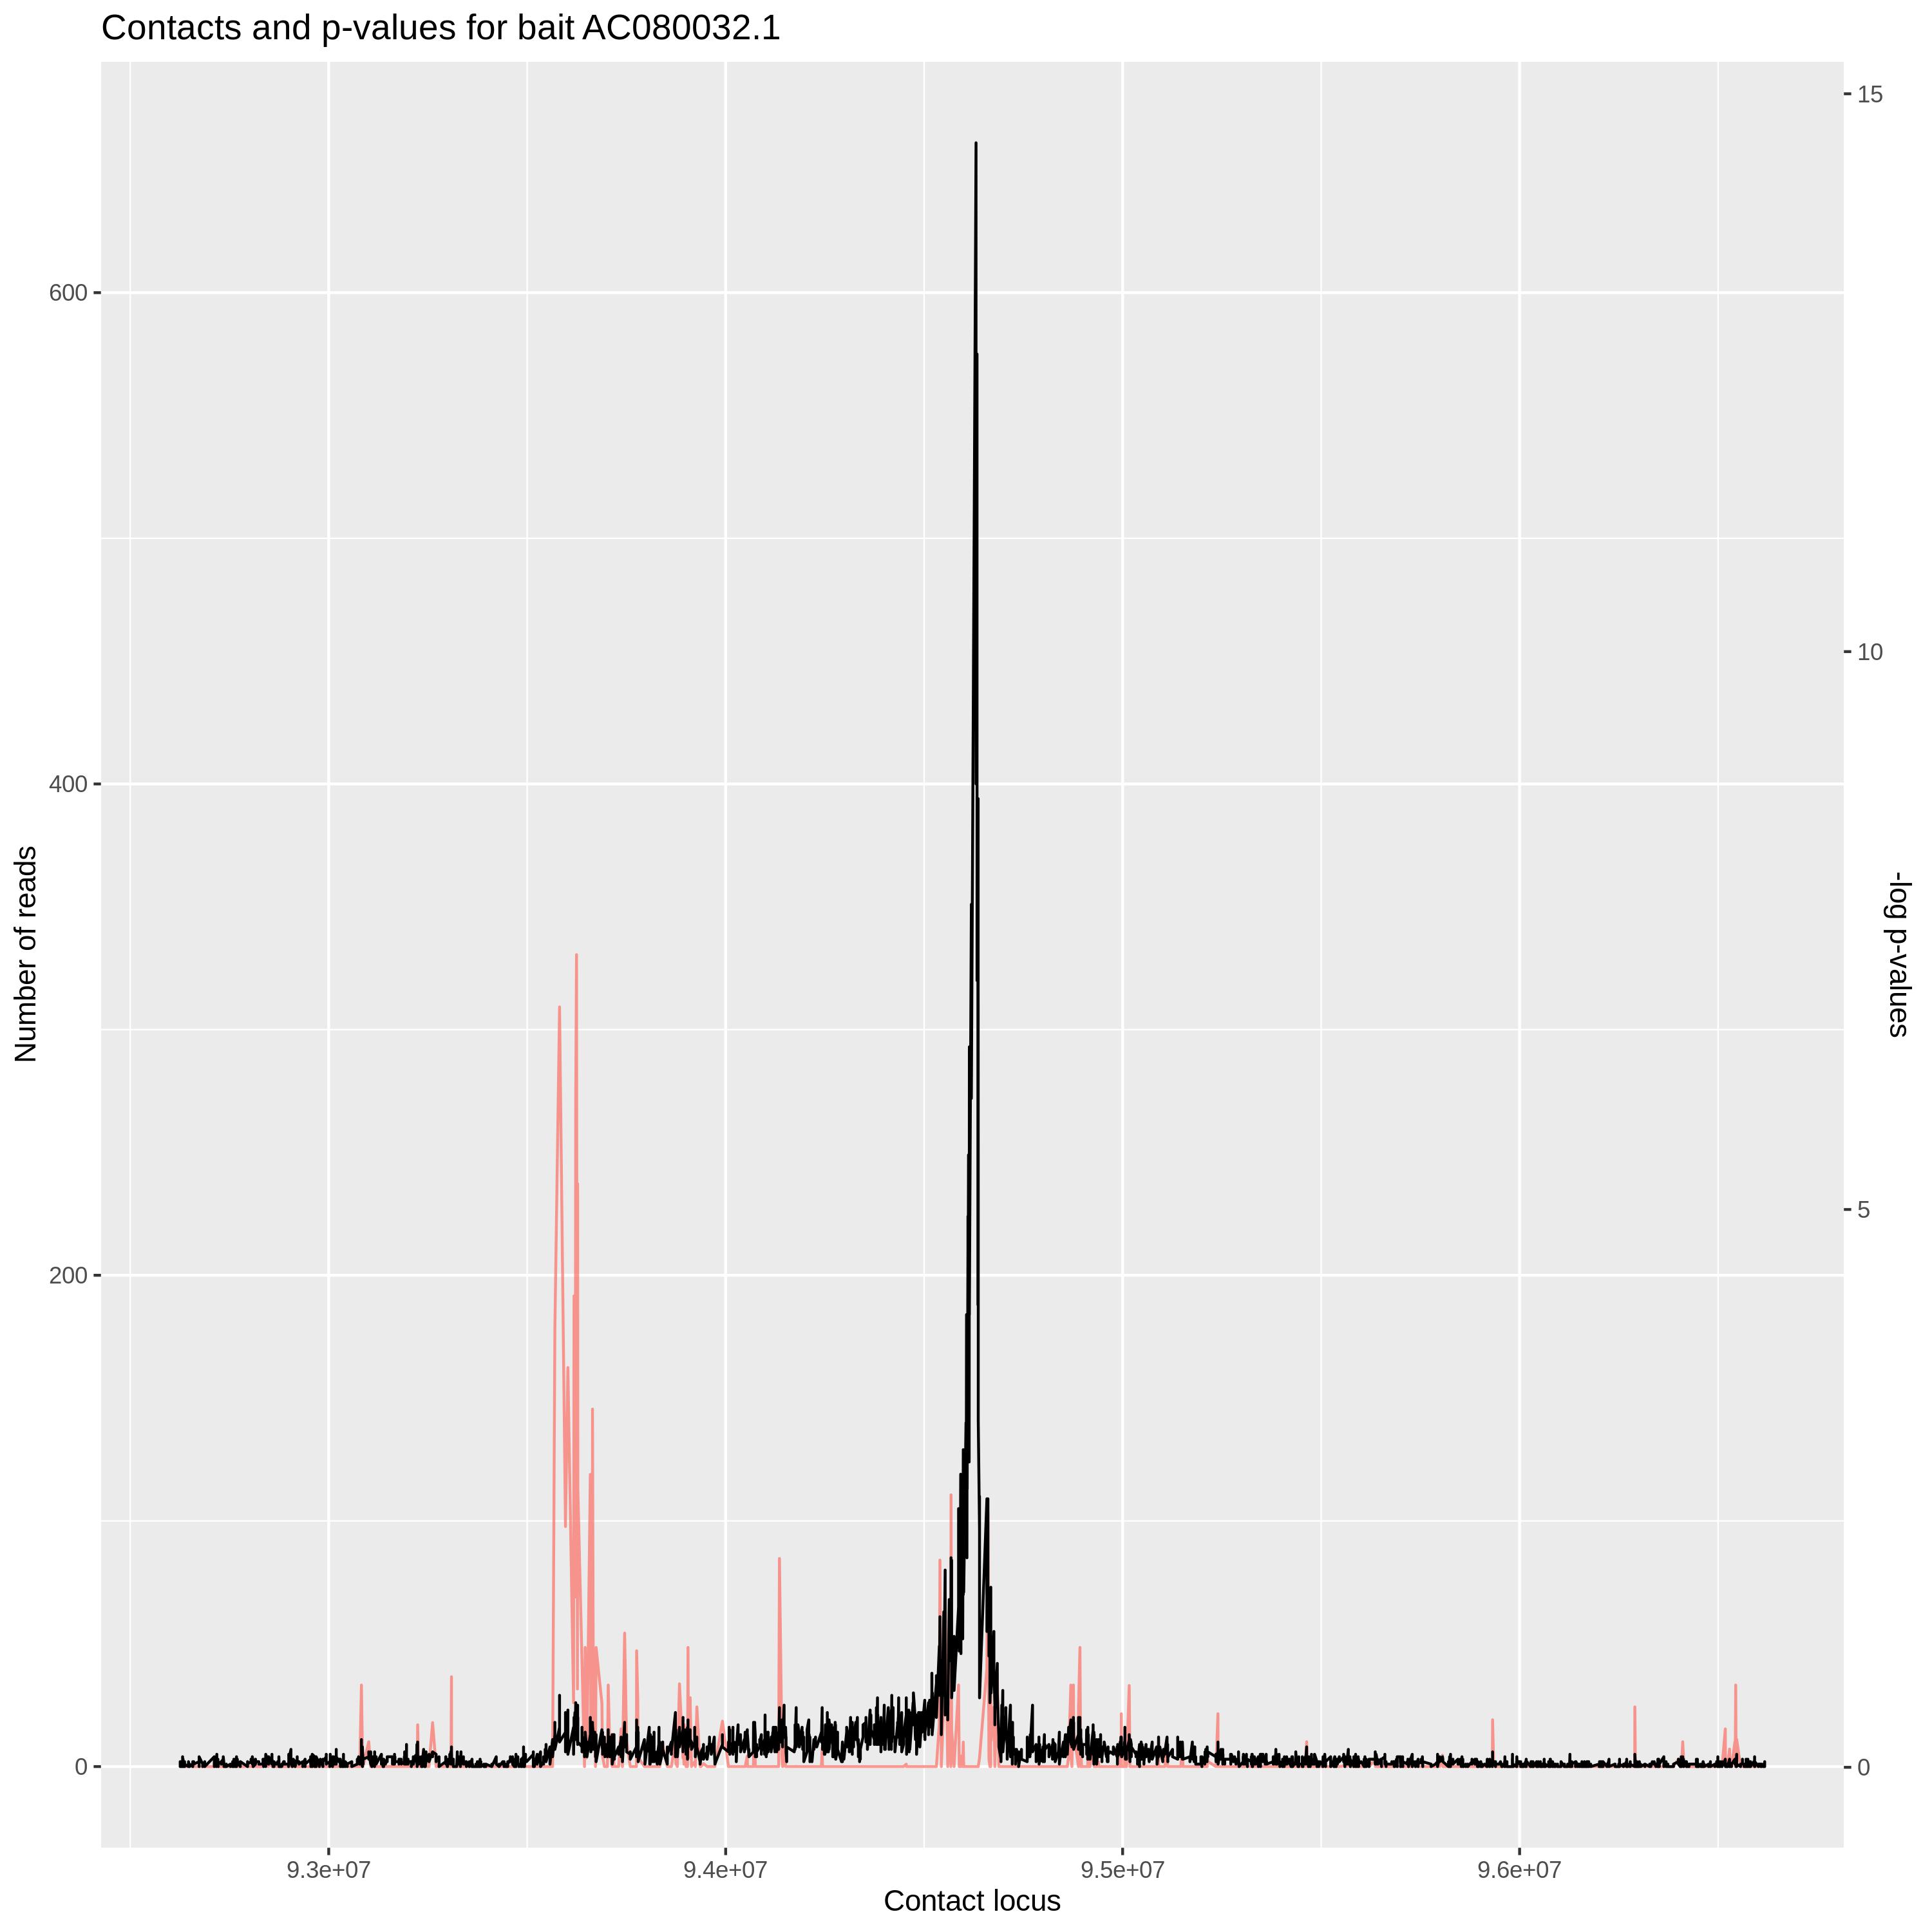 Contacts and p-values for bait AC080032.1
15
600
10
400
Number of reads
-log p-values
5
200
0
0
9.3e+07 9.4e+07 9.5e+07 9.6e+07
Contact locus